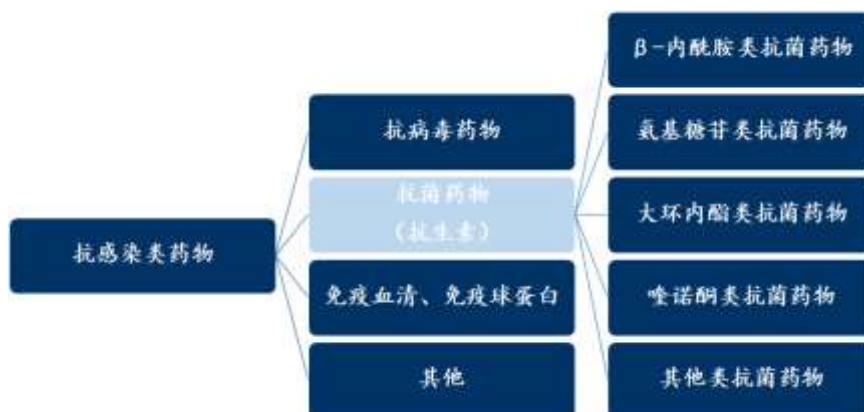 抗感染类药物
抗病毒药物
抗菌药物
（抗生素）
免疫血清、免疫球蛋白
其他
β-内酰胺类抗菌药物
氨基糖苷类抗菌药物
大环内酯类抗菌药物
喹诺酮类抗菌药物
其他类抗菌药物